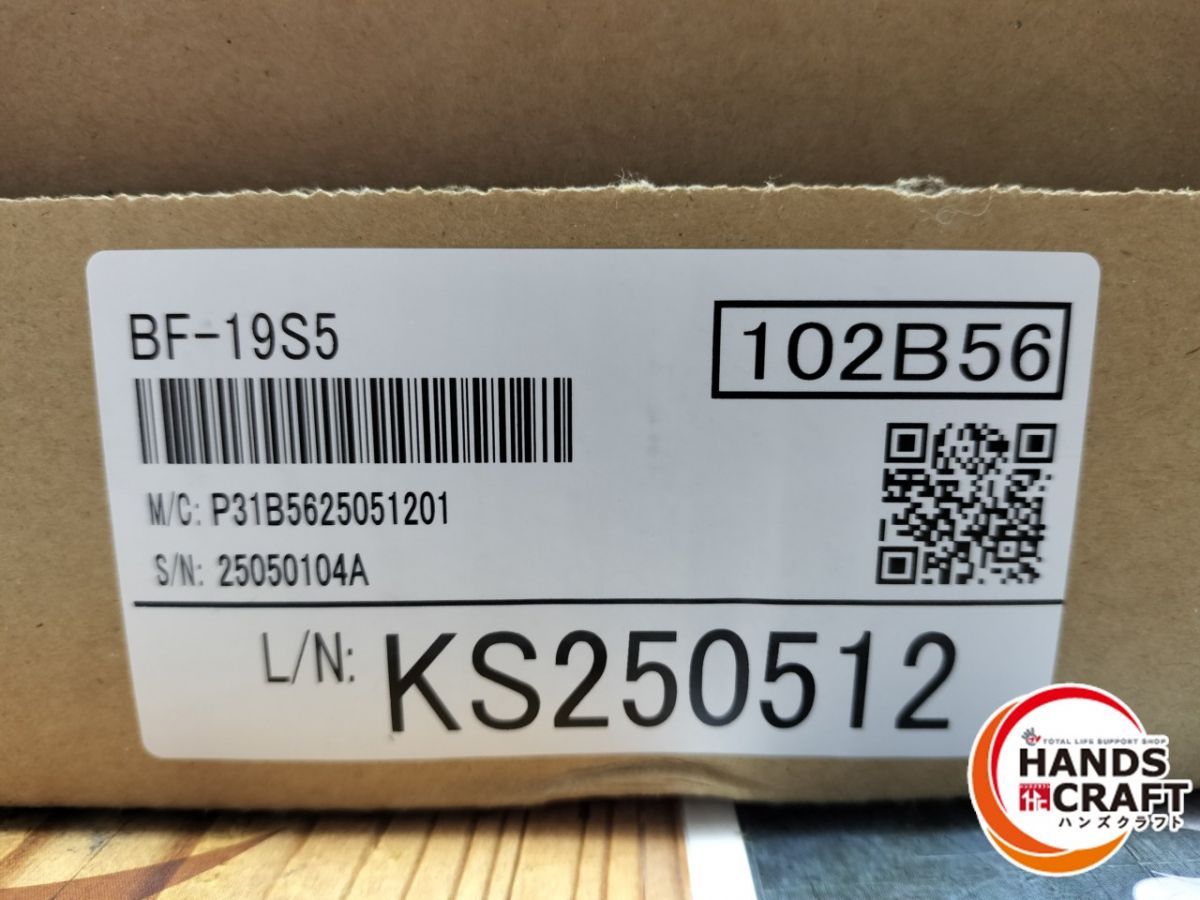 BF-19S5
102B56
M/C: P31B5625051201
S/N: 25050104A
L/N: KS250512
TOTAL LIFE SUPPORT SHOP
HANDS
CRAFT
ハンズクラフト